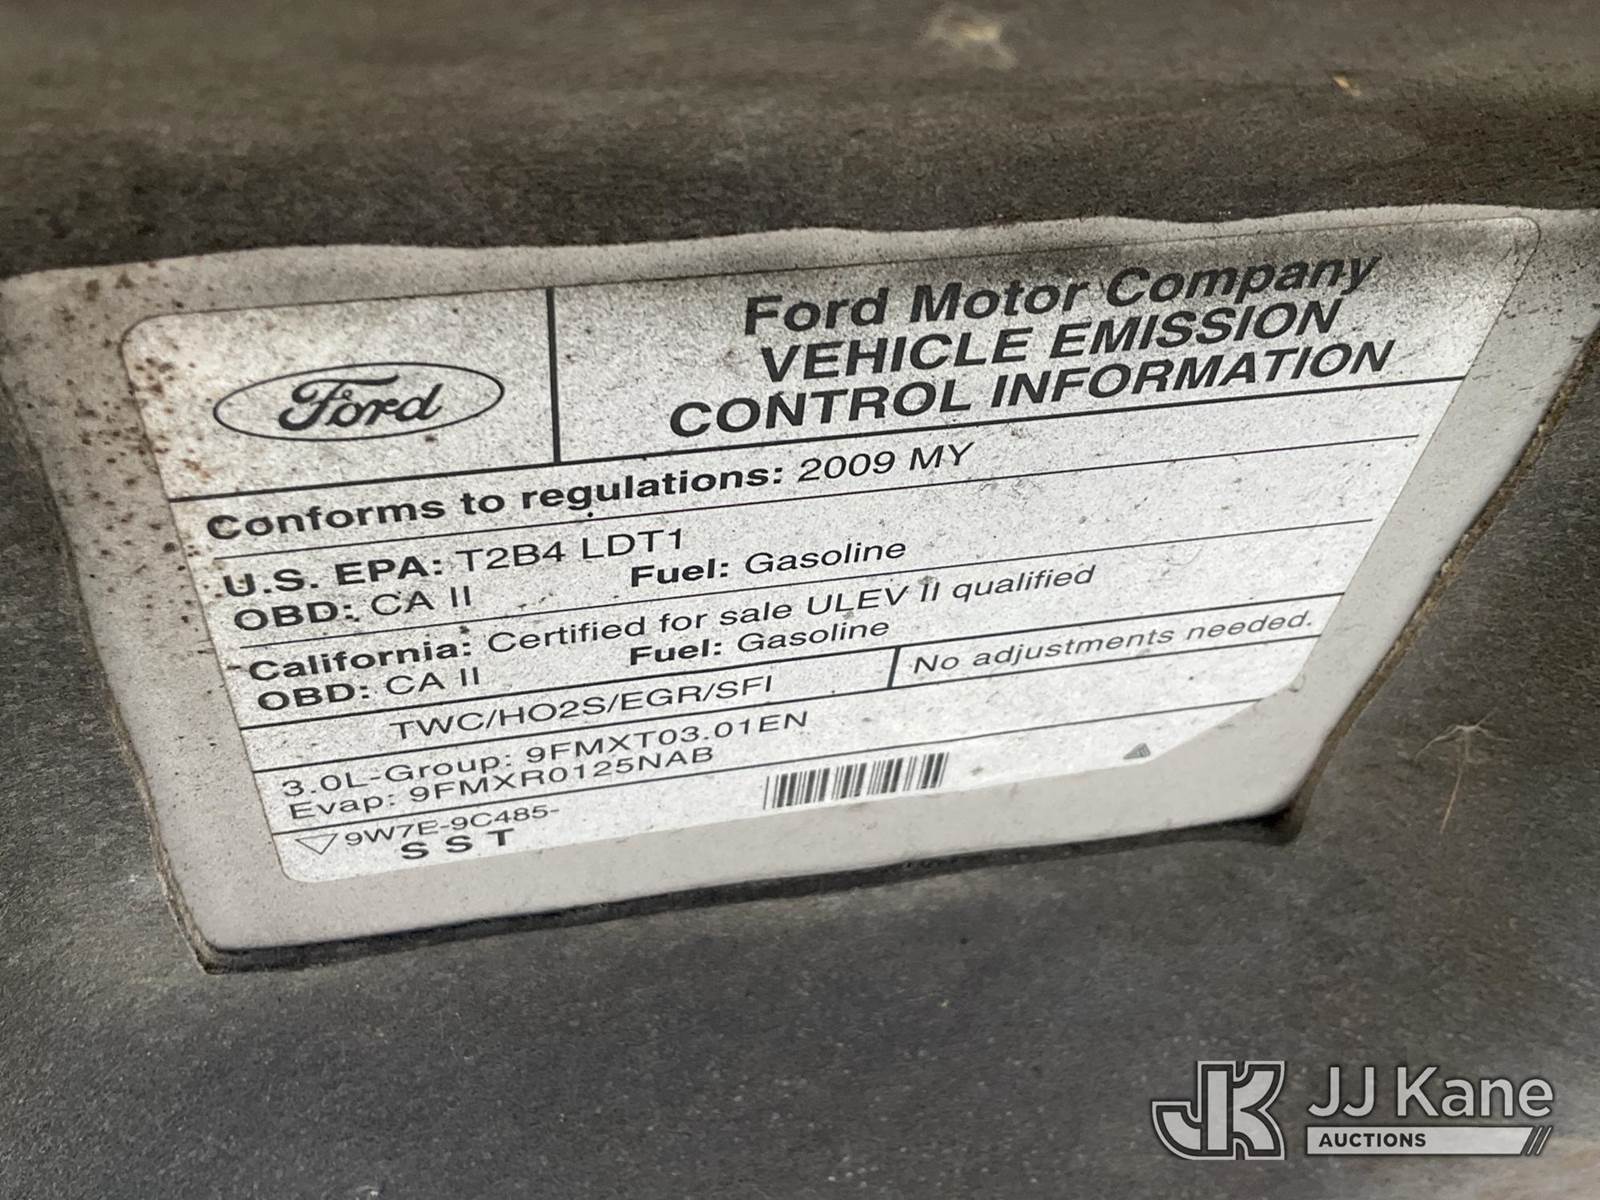 Ford
Ford Motor Company
VEHICLE EMISSION
CONTROL INFORMATION
Conforms to regulations: 2009 MY
U.S. EPA: T2B4 LDT1
OBD: CA II Fuel: Gasoline
California: Certified for sale ULEV II qualified
OBD: CA II Fuel: Gasoline
TWC/HO2S/EGR/SFI No adjustments needed.
3.0L-Group: 9FMXT03.01EN
Evap: 9FMXR0125NAB
9W7E-9C485-
S S T
JK JJ Kane
AUCTIONS